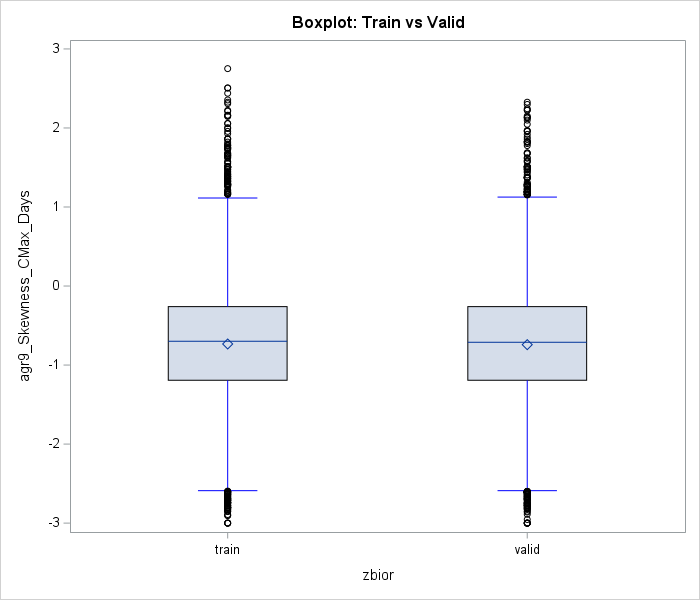 Boxplot: Train vs Valid
agr9_Skewness_CMax_Days
3
2
1
0
-1
-2
-3
train
valid
zbior